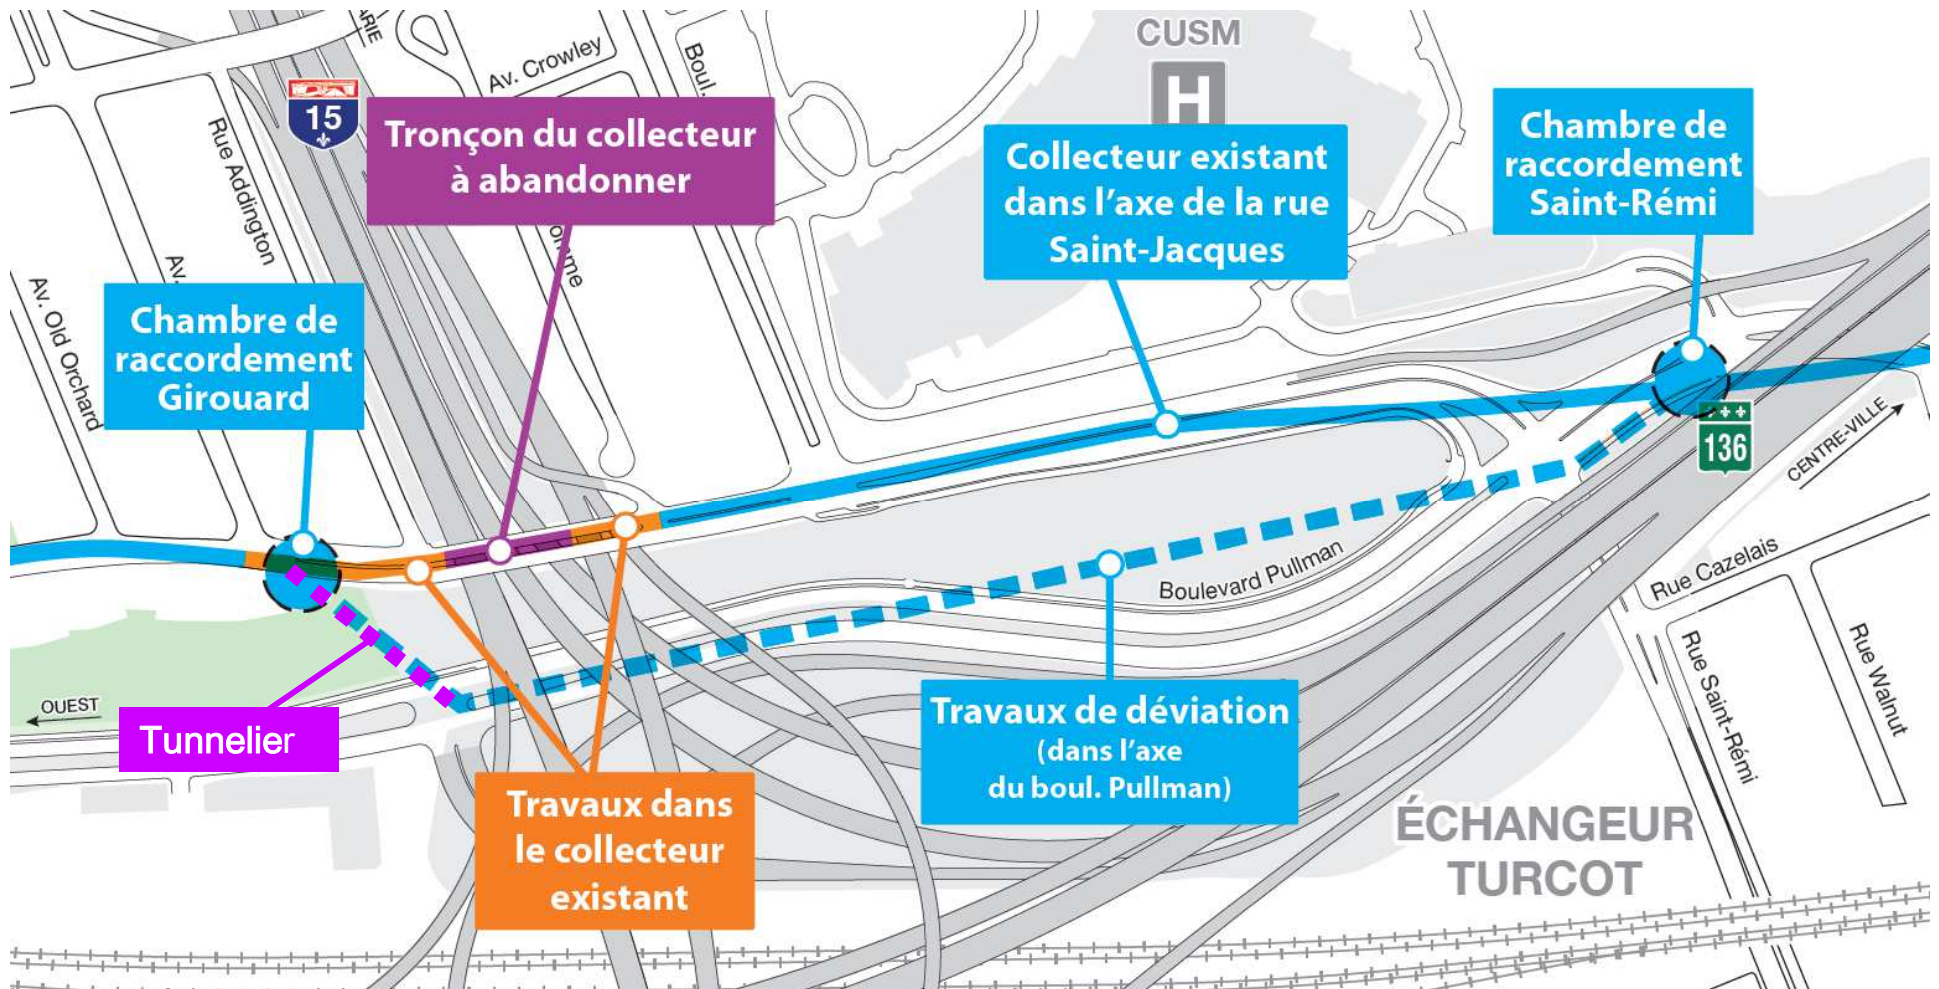 CUSM
H
Av. Crowley
Boul.
15
Rue Addington
Tronçon du collecteur
à abandonner
Collecteur existant
dans l'axe de la rue
Saint-Jacques
Chambre de
raccordement
Saint-Rémi
Av.
Av. Old Orchard
Chambre de
raccordement
Girouard
136
CENTRE-VILLE
Boulevard Pullman
Rue Cazelais
Rue Saint-Rémi
Rue Walnut
OUEST
Tunnelier
Travaux de déviation
(dans l'axe
du boul. Pullman)
Travaux dans
le collecteur
existant
ÉCHANGEUR
TURCOT